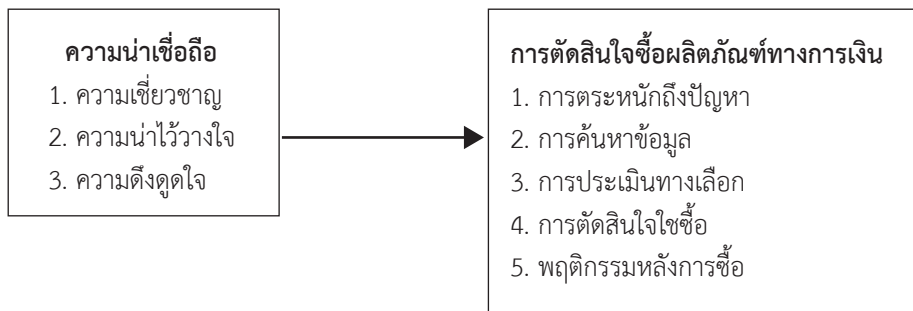 ความน่าเชื่อถือ
1. ความเชี่ยวชาญ
2. ความน่าไว้วางใจ
3. ความดึงดูดใจ
การตัดสินใจซื้อผลิตภัณฑ์ทางการเงิน
1. การตระหนักถึงปัญหา
2. การค้นหาข้อมูล
3. การประเมินทางเลือก
4. การตัดสินใจใชซื้อ
5. พฤติกรรมหลังการซื้อ